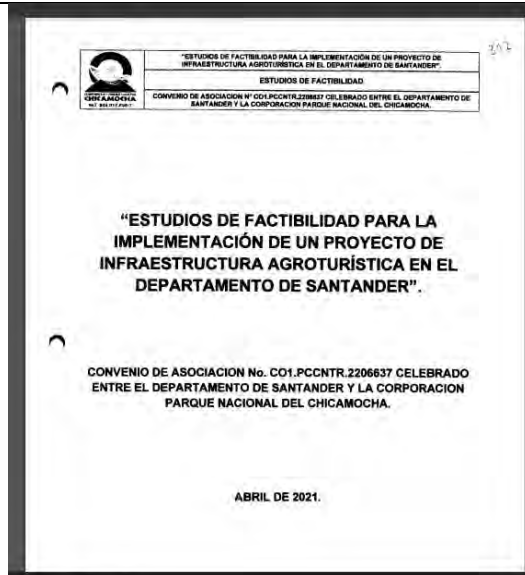 "ESTUDIOS DE FACTIBILIDAD PARA LA IMPLEMENTACIÓN DE UN PROYECTO DE
INFRAESTRUCTURA AGROTURÍSTICA EN EL DEPARTAMENTO DE SANTANDER".
ESTUDIOS DE FACTIBILIDAD
CONVENIO DE ASOCIACION N° CO1.PCCNTR.2206637 CELEBRADO ENTRE EL DEPARTAMENTO DE
SANTANDER Y LA CORPORACION PARQUE NACIONAL DEL CHICAMOCHA.
CHICAMOCHA
"ESTUDIOS DE FACTIBILIDAD PARA LA
IMPLEMENTACIÓN DE UN PROYECTO DE
INFRAESTRUCTURA AGROTURÍSTICA EN EL
DEPARTAMENTO DE SANTANDER".
CONVENIO DE ASOCIACION No. CO1.PCCNTR.2206637 CELEBRADO
ENTRE EL DEPARTAMENTO DE SANTANDER Y LA CORPORACION
PARQUE NACIONAL DEL CHICAMOCHA.
ABRIL DE 2021.